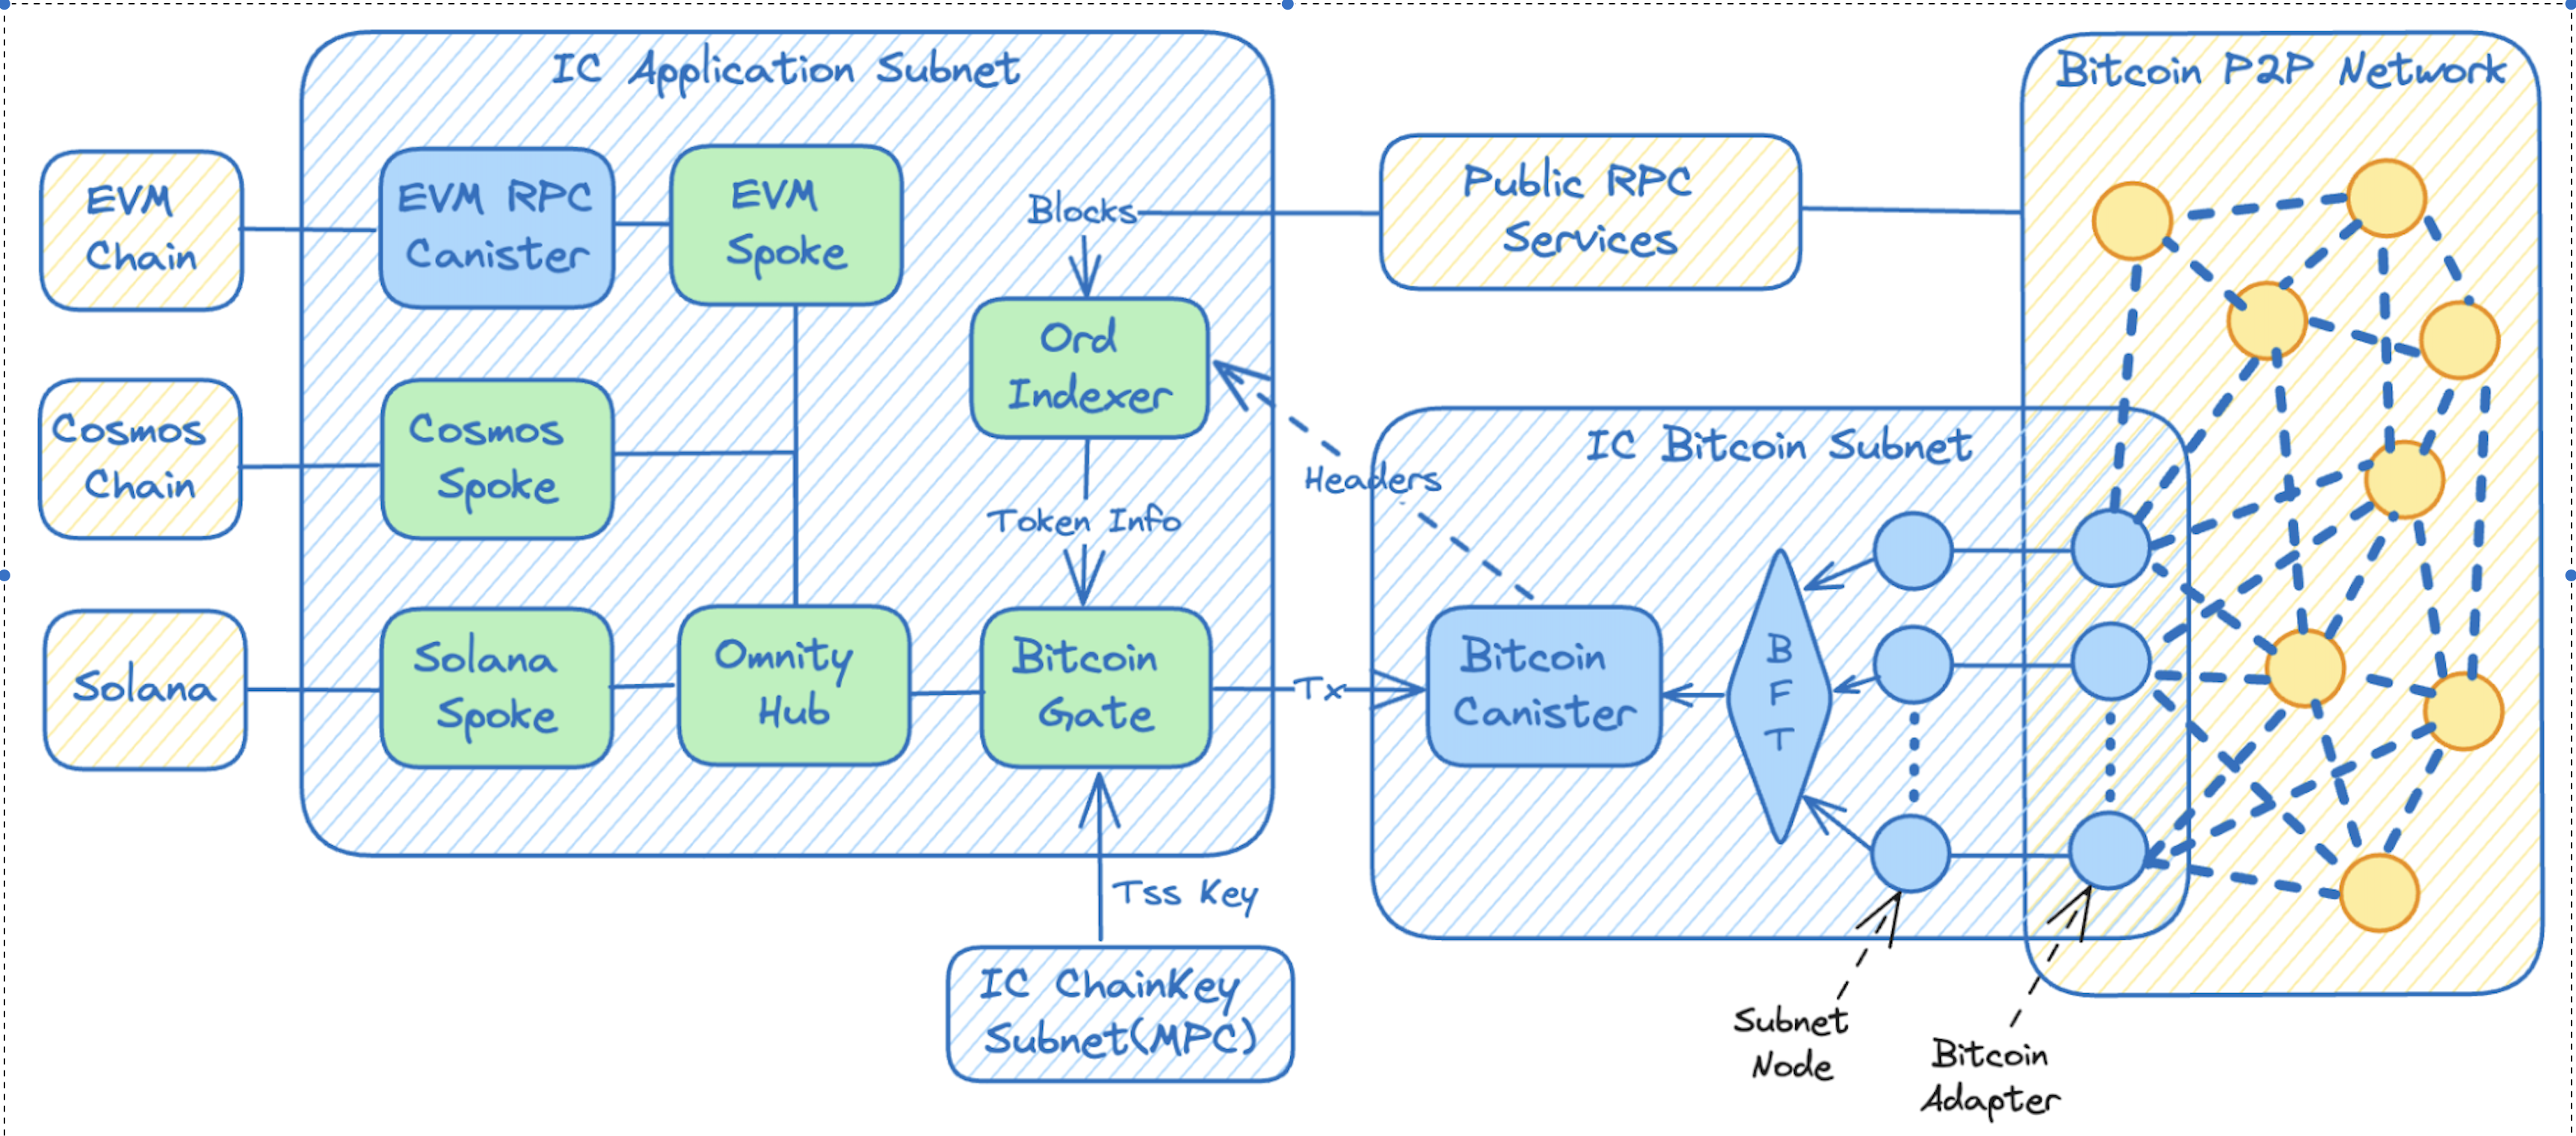 IC Application Subnet
Bitcoin P2P Network
EVM
Chain
EVM RPC
Canister
EVM
Spoke
Blocks
Public RPC
Services
Ord
Indexer
Cosmos
Chain
Cosmos
Spoke
Headers
IC Bitcoin Subnet
Token Info
Solana
Solana
Spoke
Omnity
Hub
Bitcoin
Gate
Tx
Bitcoin
Canister
B
F
T
Tss Key
IC ChainKey
Subnet(MPC)
Subnet
Node
Bitcoin
Adapter